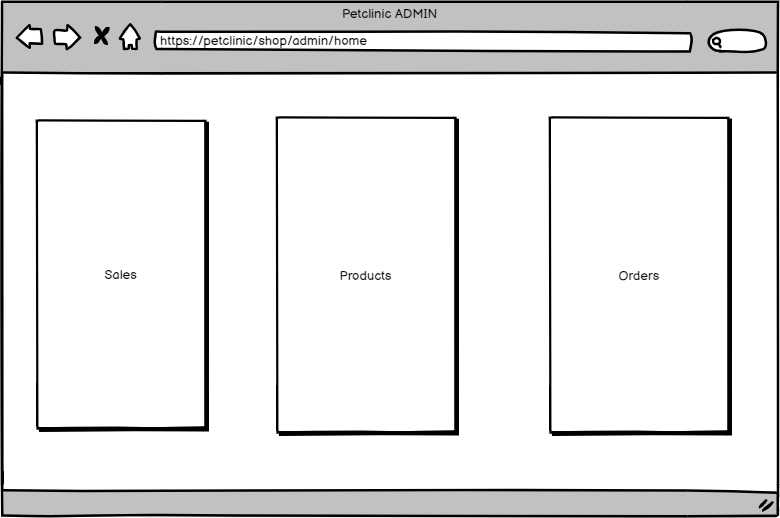 Petclinic ADMIN
https://petclinic/shop/admin/home
Sales
Products
Orders